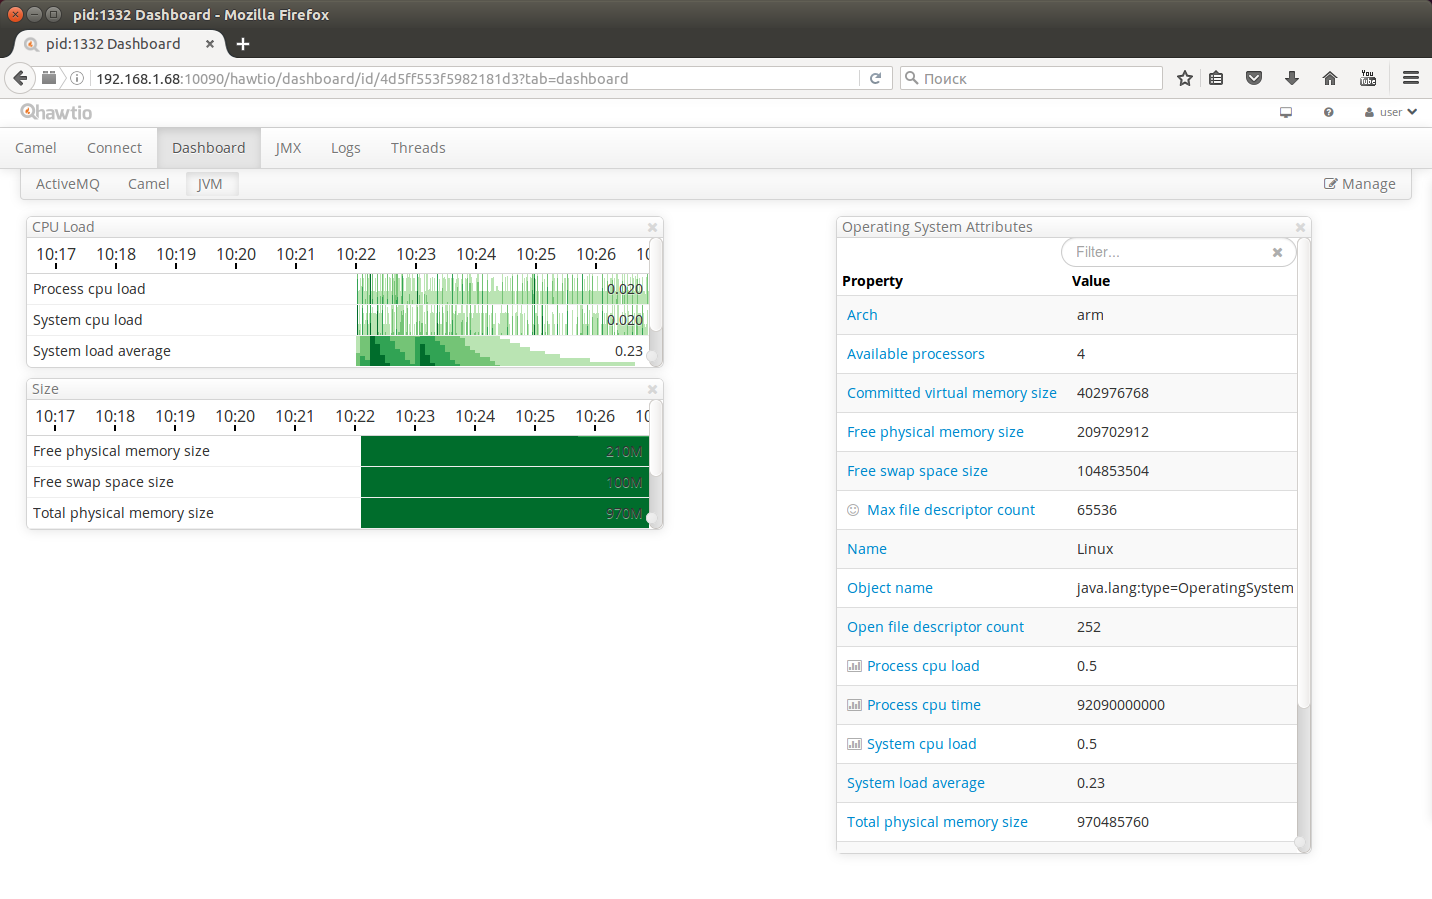 pid:1332 Dashboard - Mozilla Firefox
pid:1332 Dashboard
192.168.1.68:10090/hawtio/dashboard/id/4d5ff553f5982181d3?tab=dashboard
Поиск
You Tube
hawtio
user
Camel Connect Dashboard JMX Logs Threads
ActiveMQ Camel JVM Manage
CPU Load
10:17 10:18 10:19 10:20 10:21 10:22 10:23 10:24 10:25 10:26
Process cpu load 0.020
System cpu load 0.020
System load average 0.23
Size
10:17 10:18 10:19 10:20 10:21 10:22 10:23 10:24 10:25 10:26
Free physical memory size 210M
Free swap space size 100M
Total physical memory size 970M
Operating System Attributes
Filter...
Property Value
Arch arm
Available processors 4
Committed virtual memory size 402976768
Free physical memory size 209702912
Free swap space size 104853504
Max file descriptor count 65536
Name Linux
Object name java.lang:type=OperatingSystem
Open file descriptor count 252
Process cpu load 0.5
Process cpu time 92090000000
System cpu load 0.5
System load average 0.23
Total physical memory size 970485760